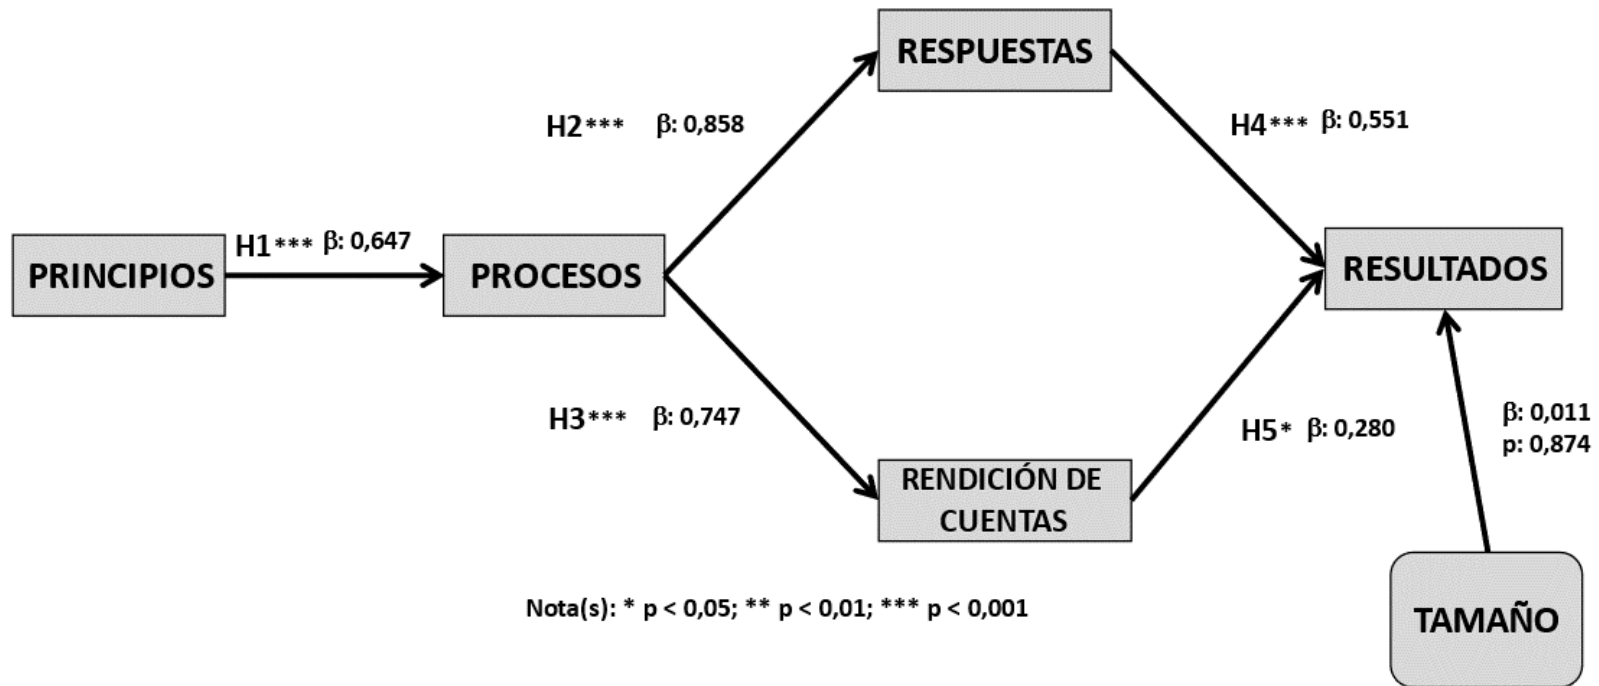 RESPUESTAS
H2*** β: 0,858
H4*** β: 0,551
H1*** β: 0,647
PRINCIPIOS
PROCESOS
RESULTADOS
H3*** β: 0,747
H5* β: 0,280
β: 0,011
p: 0,874
RENDICIÓN DE
CUENTAS
Nota(s): * p < 0,05; ** p < 0,01; *** p < 0,001
TAMAÑO